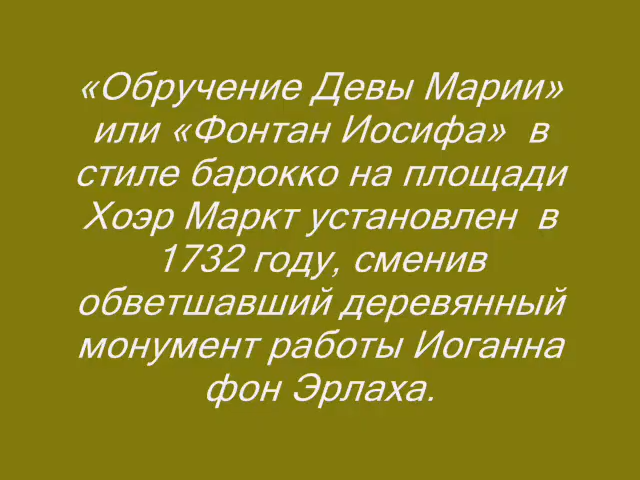 «Обручение Девы Марии»
или «Фонтан Иосифа»  в
стиле барокко на площади
Хоэр Маркт установлен  в
1732 году, сменив
обветшавший деревянный
монумент работы Иоганна
фон Эрлаха.